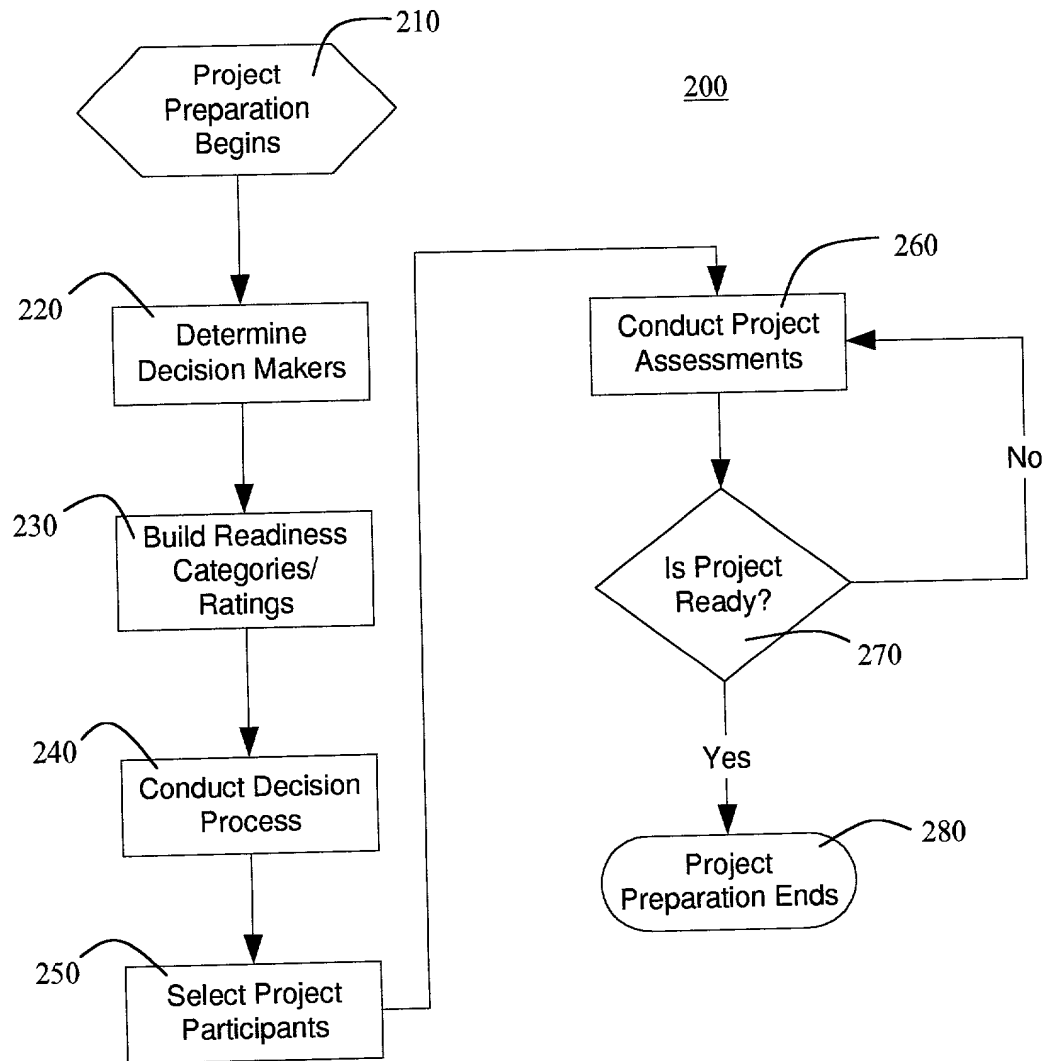 210
Project
Preparation
Begins
200
220
Determine
Decision Makers
230
Build Readiness
Categories/
Ratings
240
Conduct Decision
Process
250
Select Project
Participants
260
Conduct Project
Assessments
No
Is Project
Ready?
270
Yes
280
Project
Preparation Ends